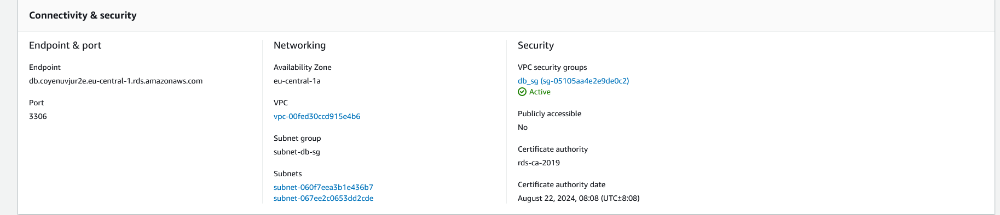 Connectivity & security
Endpoint & port
Endpoint
db.coyenuvjur2e.eu-central-1.rds.amazonaws.com
Port
3306
Networking
Availability Zone
eu-central-1a
VPC
vpc-00fed30ccd915e4b6
Subnet group
subnet-db-sg
Subnets
subnet-060f7eea3b1e436b7
subnet-067ee2c0653dd2cde
Security
VPC security groups
db_sg (sg-05105aa4e2e9de0c2)
Active
Publicly accessible
No
Certificate authority
rds-ca-2019
Certificate authority date
August 22, 2024, 08:08 (UTC±8:08)